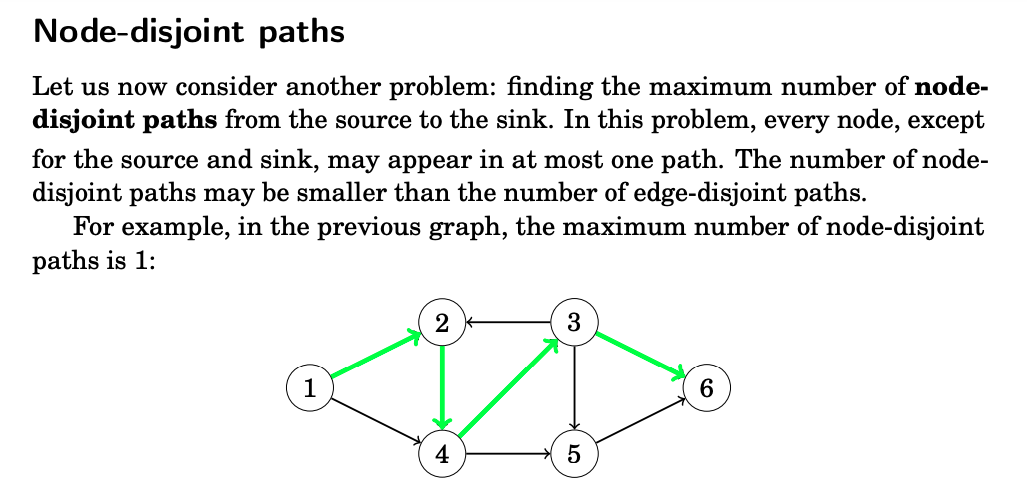 Node-disjoint paths
Let us now consider another problem: finding the maximum number of node-
disjoint paths from the source to the sink. In this problem, every node, except
for the source and sink, may appear in at most one path. The number of node-
disjoint paths may be smaller than the number of edge-disjoint paths.
For example, in the previous graph, the maximum number of node-disjoint
paths is 1:
2 3
1 6
4 5